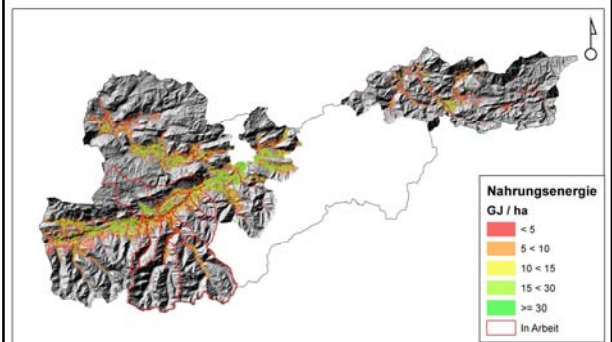 Nahrungsenergie
GJ / ha
< 5
5 < 10
10 < 15
15 < 30
>= 30
In Arbeit